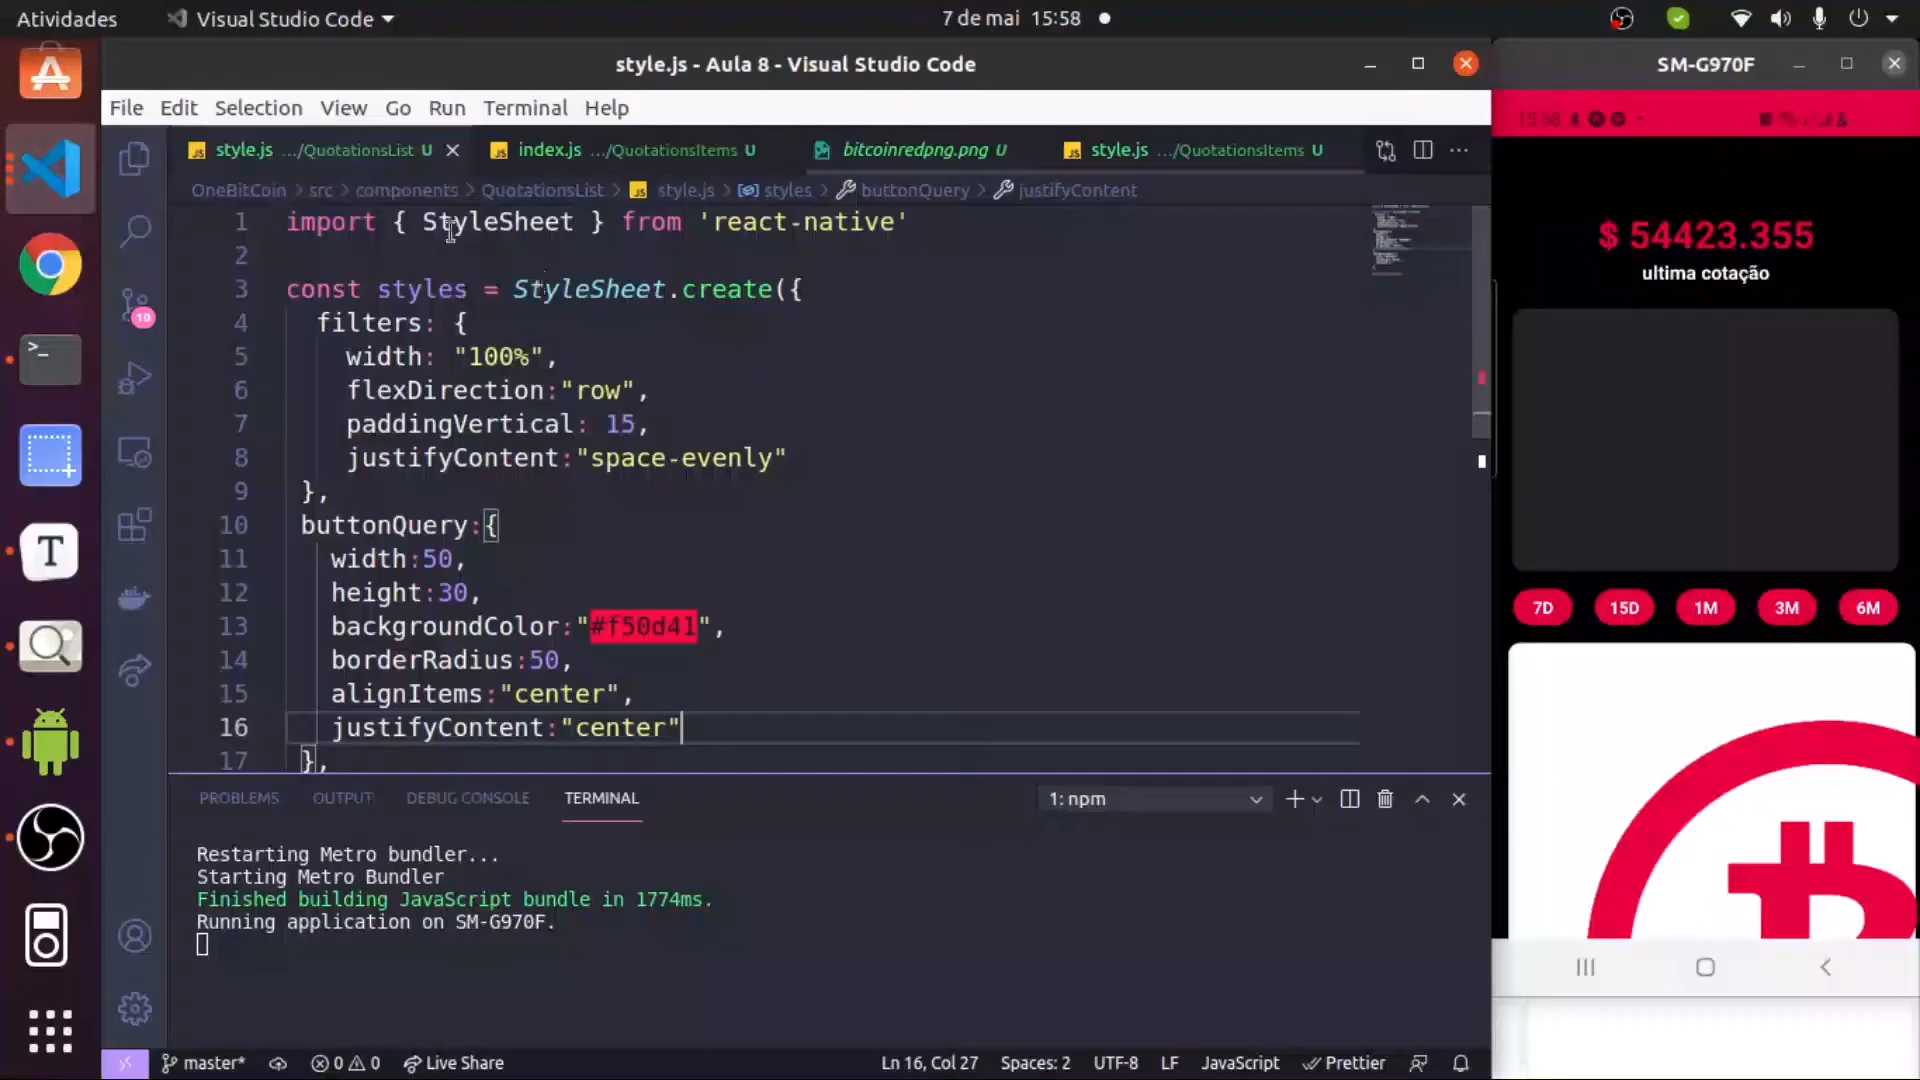 Atividades
Visual Studio Code
7 de mai 15:58
style.js - Aula 8 - Visual Studio Code
SM-G970F
File Edit Selection View Go Run Terminal Help
style.js .../QuotationsList U
index.js .../QuotationsItems U
bitcoinredpng.png U
style.js .../QuotationsItems U
OneBitCoin > src > components > QuotationsList > style.js > styles > buttonQuery > justifyContent
1 import { StyleSheet } from 'react-native'
2
3 const styles = StyleSheet.create({
4 filters: {
5 width: "100%",
6 flexDirection:"row",
7 paddingVertical: 15,
8 justifyContent:"space-evenly"
9 },
10 buttonQuery:{
11 width:50,
12 height:30,
13 backgroundColor:"#f50d41",
14 borderRadius:50,
15 alignItems:"center",
16 justifyContent:"center"
17 },
10
T
PROBLEMS OUTPUT DEBUG CONSOLE TERMINAL
1: npm
Restarting Metro bundler...
Starting Metro Bundler
Finished building JavaScript bundle in 1774ms.
Running application on SM-G970F.
master* 0 0 Live Share
Ln 16, Col 27 Spaces: 2 UTF-8 LF JavaScript Prettier
15:58
$ 54423.355
ultima cotação
7D 15D 1M 3M 6M